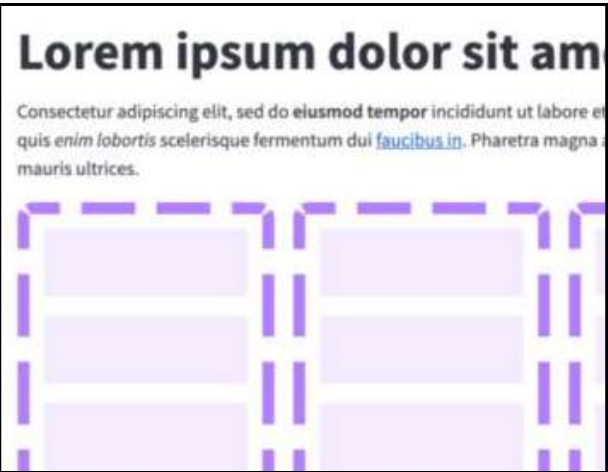 Lorem ipsum dolor sit am
Consectetur adipiscing elit, sed do eiusmod tempor incididunt ut labore et
quis enim lobortis scelerisque fermentum dui faucibus in. Pharetra magna
mauris ultrices.